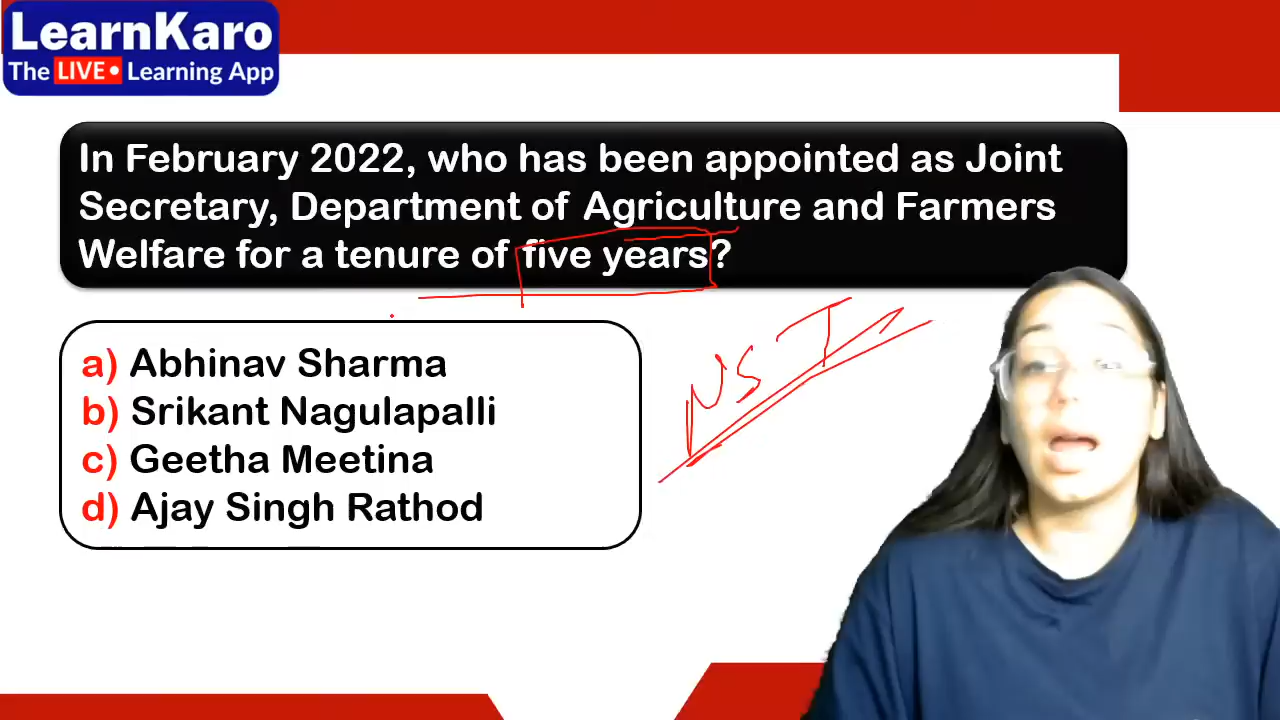 LearnKaro
The LIVE• Learning App
In February 2022, who has been appointed as Joint
Secretary, Department of Agriculture and Farmers
Welfare for a tenure of five years?
a) Abhinav Sharma
b) Srikant Nagulapalli
c) Geetha Meetina
d) Ajay Singh Rathod
NST